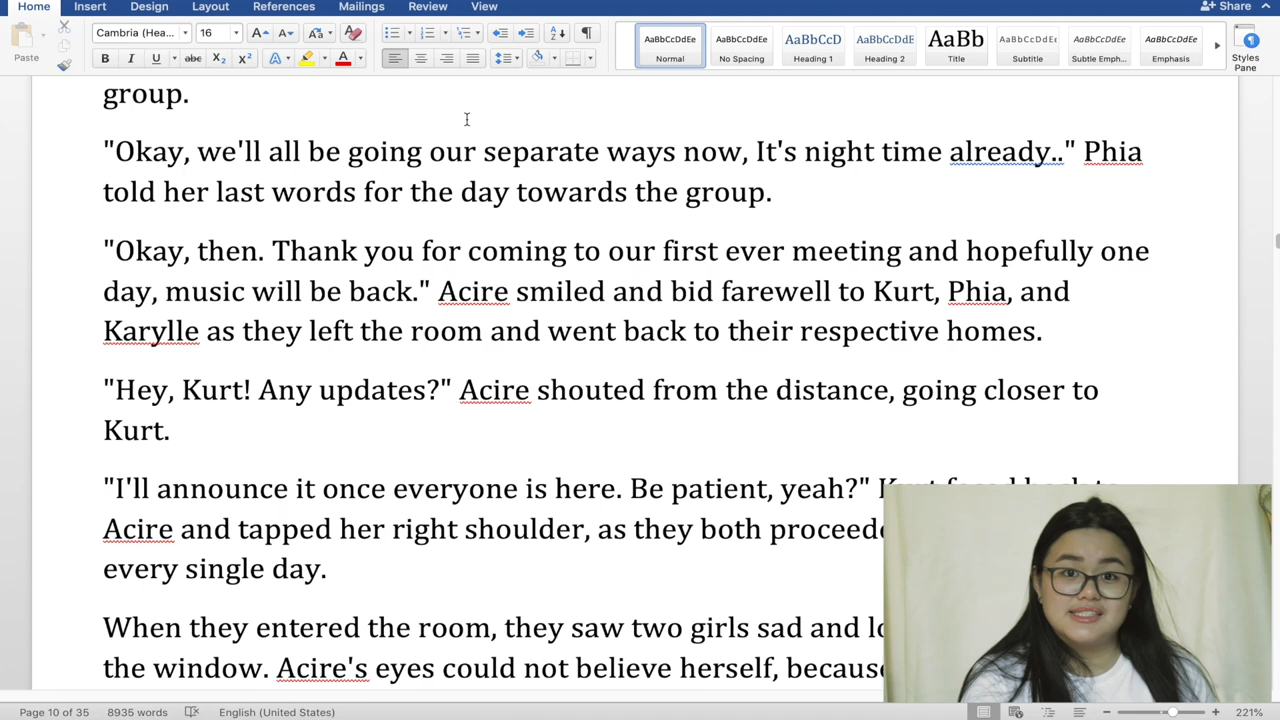 Home Insert Design Layout References Mailings Review View Share
Paste Cambria (Hea... 16 AaBbCcDdEe AaBbCcDdEe AaBbCcD AaBbCcDdE AaBb AaBbCcDdEe AaBbCcDdEe AaBbCcDdEe
Normal No Spacing Heading 1 Heading 2 Title Subtitle Subtle Emph... Emphasis Styles Pane
group.
"Okay, we'll all be going our separate ways now, It's night time already.." Phia
told her last words for the day towards the group.
"Okay, then. Thank you for coming to our first ever meeting and hopefully one
day, music will be back." Acire smiled and bid farewell to Kurt, Phia, and
Karylle as they left the room and went back to their respective homes.
"Hey, Kurt! Any updates?" Acire shouted from the distance, going closer to
Kurt.
"I'll announce it once everyone is here. Be patient, yeah?"
Acire and tapped her right shoulder, as they both
every single day.
When they entered the room, they saw two girls sad and
the window. Acire's eyes could not believe herself,
Page 10 of 35 8935 words English (United States) 221%